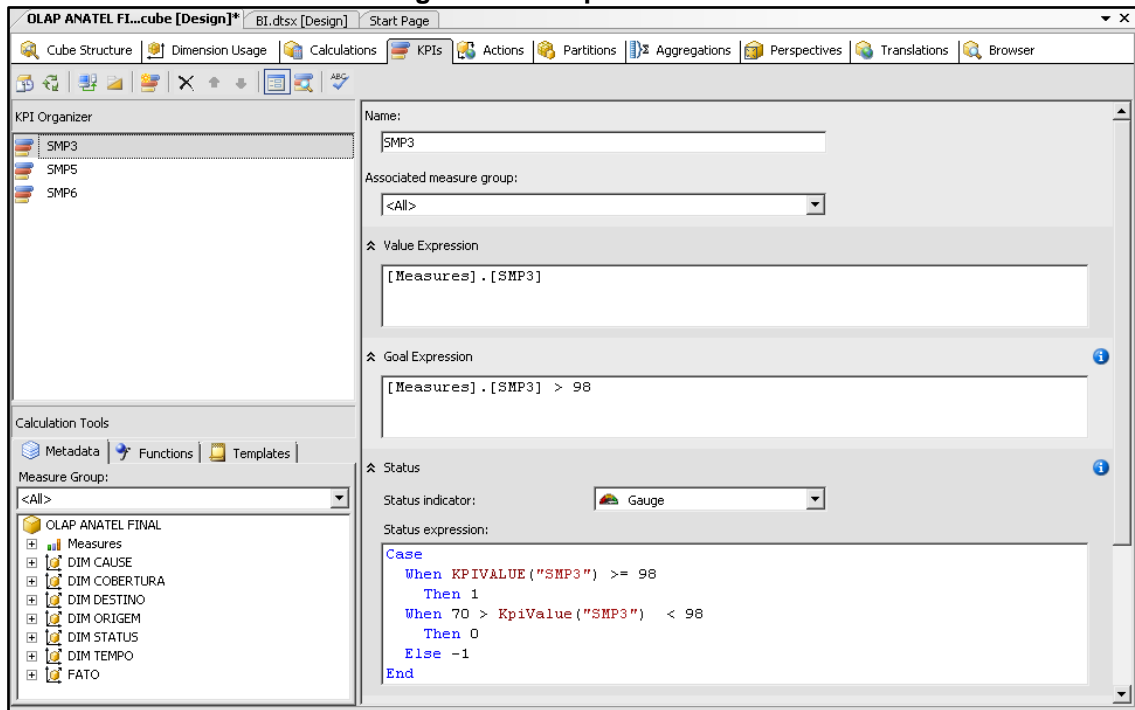 OLAP ANATEL FI...cube [Design]* BI.dtsx [Design] Start Page
Cube Structure Dimension Usage Calculations KPIs Actions Partitions Aggregations Perspectives Translations Browser
KPI Organizer
SMP3
SMP5
SMP6
Calculation Tools
Metadata Functions Templates
Measure Group:
<All>
OLAP ANATEL FINAL
Measures
DIM CAUSE
DIM COBERTURA
DIM DESTINO
DIM ORIGEM
DIM STATUS
DIM TEMPO
FATO
Name:
SMP3
Associated measure group:
<All>
Value Expression
[Measures].[SMP3]
Goal Expression
[Measures].[SMP3] > 98
Status
Status indicator: Gauge
Status expression:
Case
When KPIVALUE("SMP3") >= 98
Then 1
When 70 > KpiValue("SMP3") < 98
Then 0
Else -1
End